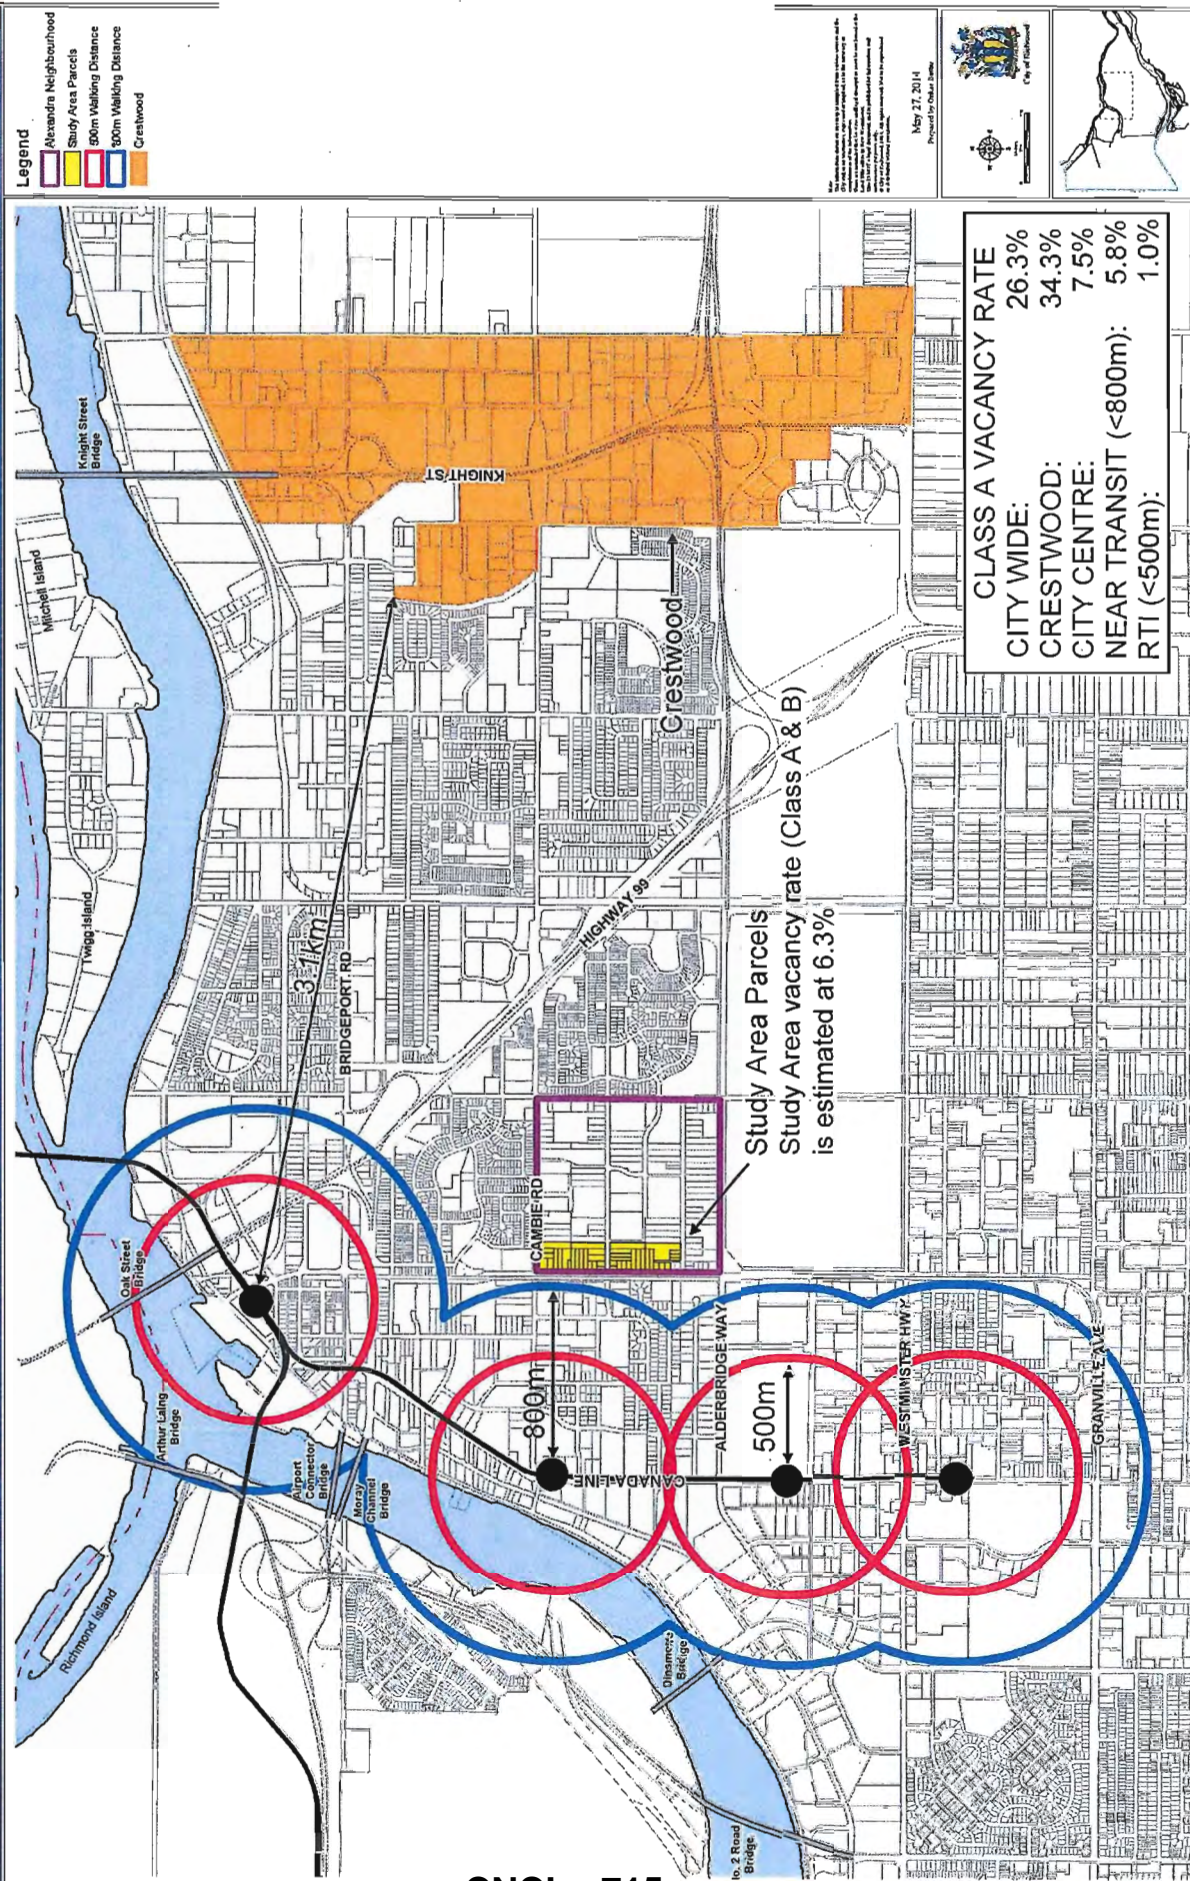 Legend
Alexandra Neighbourhood
Study Area Parcels
500m Walking Distance
800m Walking Distance
Crestwood
May 27, 2014
City of Richmond
Knight Street
Bridge
Mitchell Island
Twigg Island
Oak Street
Bridge
Arthur Laing
Bridge
Airport
Connector
Bridge
Moray
Channel
Bridge
Richmond Island
Dinsmore
Bridge
No. 2 Road
Bridge
KNIGHT ST
3.1km
BRIDGEPORT RD
HIGHWAY 99
CAMBIE RD
Crestwood
Study Area Parcels
Study Area vacancy rate (Class A & B)
is estimated at 6.3%
800m
CANADA LINE
ALDERBRIDGE WAY
500m
WESTMINSTER HWY
GRANVILLE AVE
CLASS A VACANCY RATE
CITY WIDE: 26.3%
CRESTWOOD: 34.3%
CITY CENTRE: 7.5%
NEAR TRANSIT (<800m): 5.8%
RTI (<500m): 1.0%